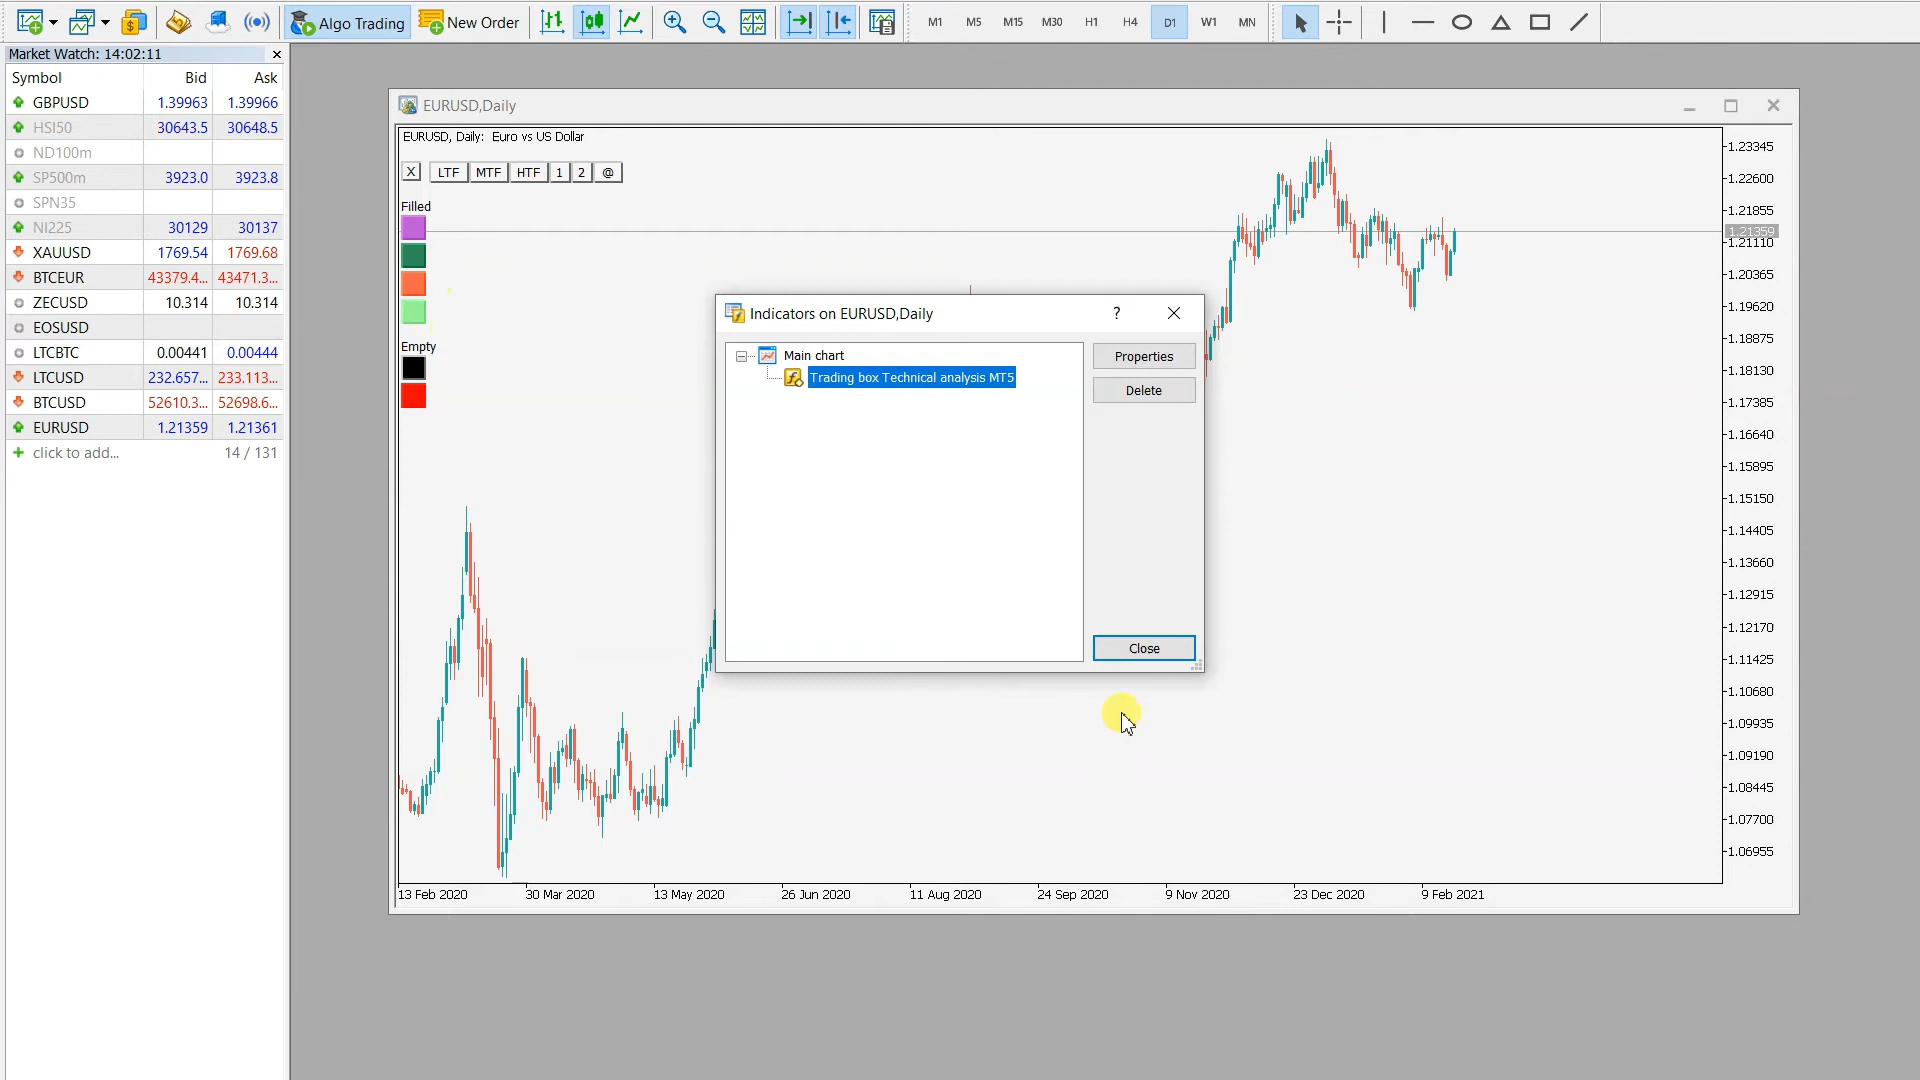 Algo Trading New Order M1 M5 M15 M30 H1 H4 D1 W1 MN
Market Watch: 14:02:11
Symbol Bid Ask
GBPUSD 1.39963 1.39966
HSI50 30643.5 30648.5
ND100m
SP500m 3923.0 3923.8
SPN35
NI225 30129 30137
XAUUSD 1769.54 1769.68
BTCEUR 43379.4... 43471.3...
ZECUSD 10.314 10.314
EOSUSD
LTCBTC 0.00441 0.00444
LTCUSD 232.657... 233.113...
BTCUSD 52610.3... 52698.6...
EURUSD 1.21359 1.21361
click to add... 14 / 131
EURUSD,Daily
EURUSD, Daily: Euro vs US Dollar
X LTF MTF HTF 1 2 @
Filled
Empty
Indicators on EURUSD,Daily ?
Main chart
Trading box Technical analysis MT5
Properties
Delete
Close
1.23345
1.22600
1.21855
1.21359
1.21110
1.20365
1.19620
1.18875
1.18130
1.17385
1.16640
1.15895
1.15150
1.14405
1.13660
1.12915
1.12170
1.11425
1.10680
1.09935
1.09190
1.08445
1.07700
1.06955
13 Feb 2020 30 Mar 2020 13 May 2020 26 Jun 2020 11 Aug 2020 24 Sep 2020 9 Nov 2020 23 Dec 2020 9 Feb 2021